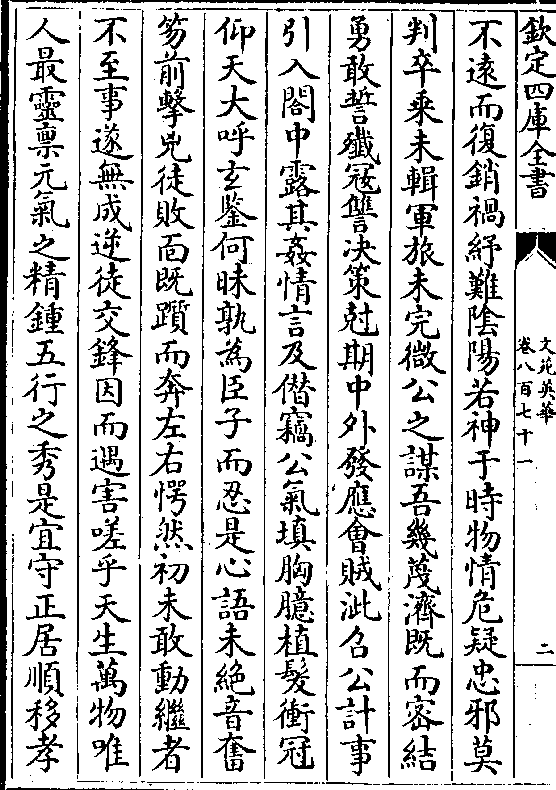 欽定四庫全書
文苑英華
卷八百七十一
二
不遠而復銷禍紓難陰陽若神于時物情危疑忠邪莫
判卒乘未輯軍旅未完微公之謀吾幾蔑濟既而密結
勇敢誓殲冦讐决策尅期中外發應會賊泚召公計事
引入閤中露其姦情言及僭竊公氣填胸臆植髮衝冠
仰天大呼玄鍳何昧孰為臣子而忍是心語未絶音奮
笏前擊兇徒敗面既躓而奔左右愕然初未敢動繼者
不至事遂無成逆徒交鋒因而遇害嗟乎天生萬物唯
人最靈禀元氣之精鍾五行之秀是宜守正居順移孝